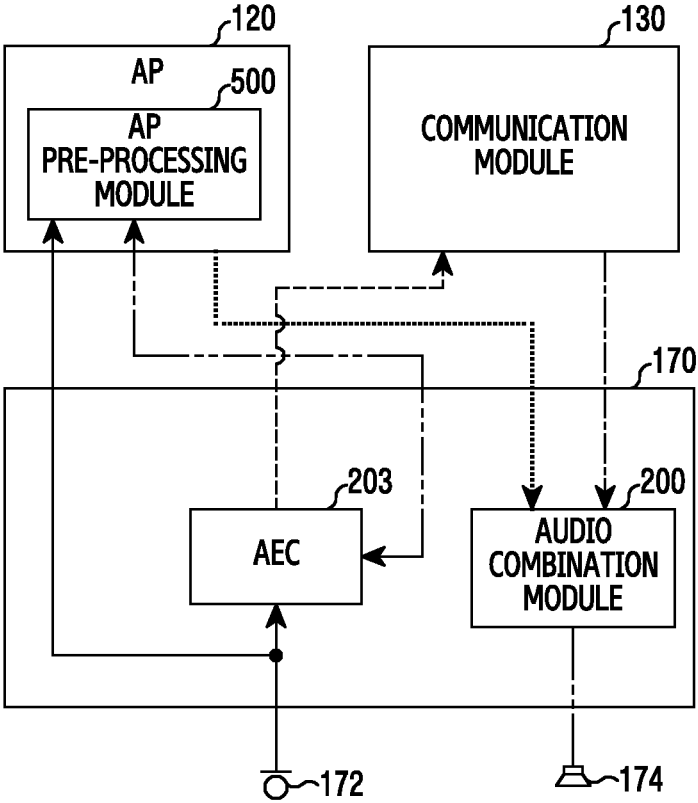 120
AP
500
AP
PRE-PROCESSING
MODULE
130
COMMUNICATION
MODULE
170
203
AEC
200
AUDIO
COMBINATION
MODULE
172
174